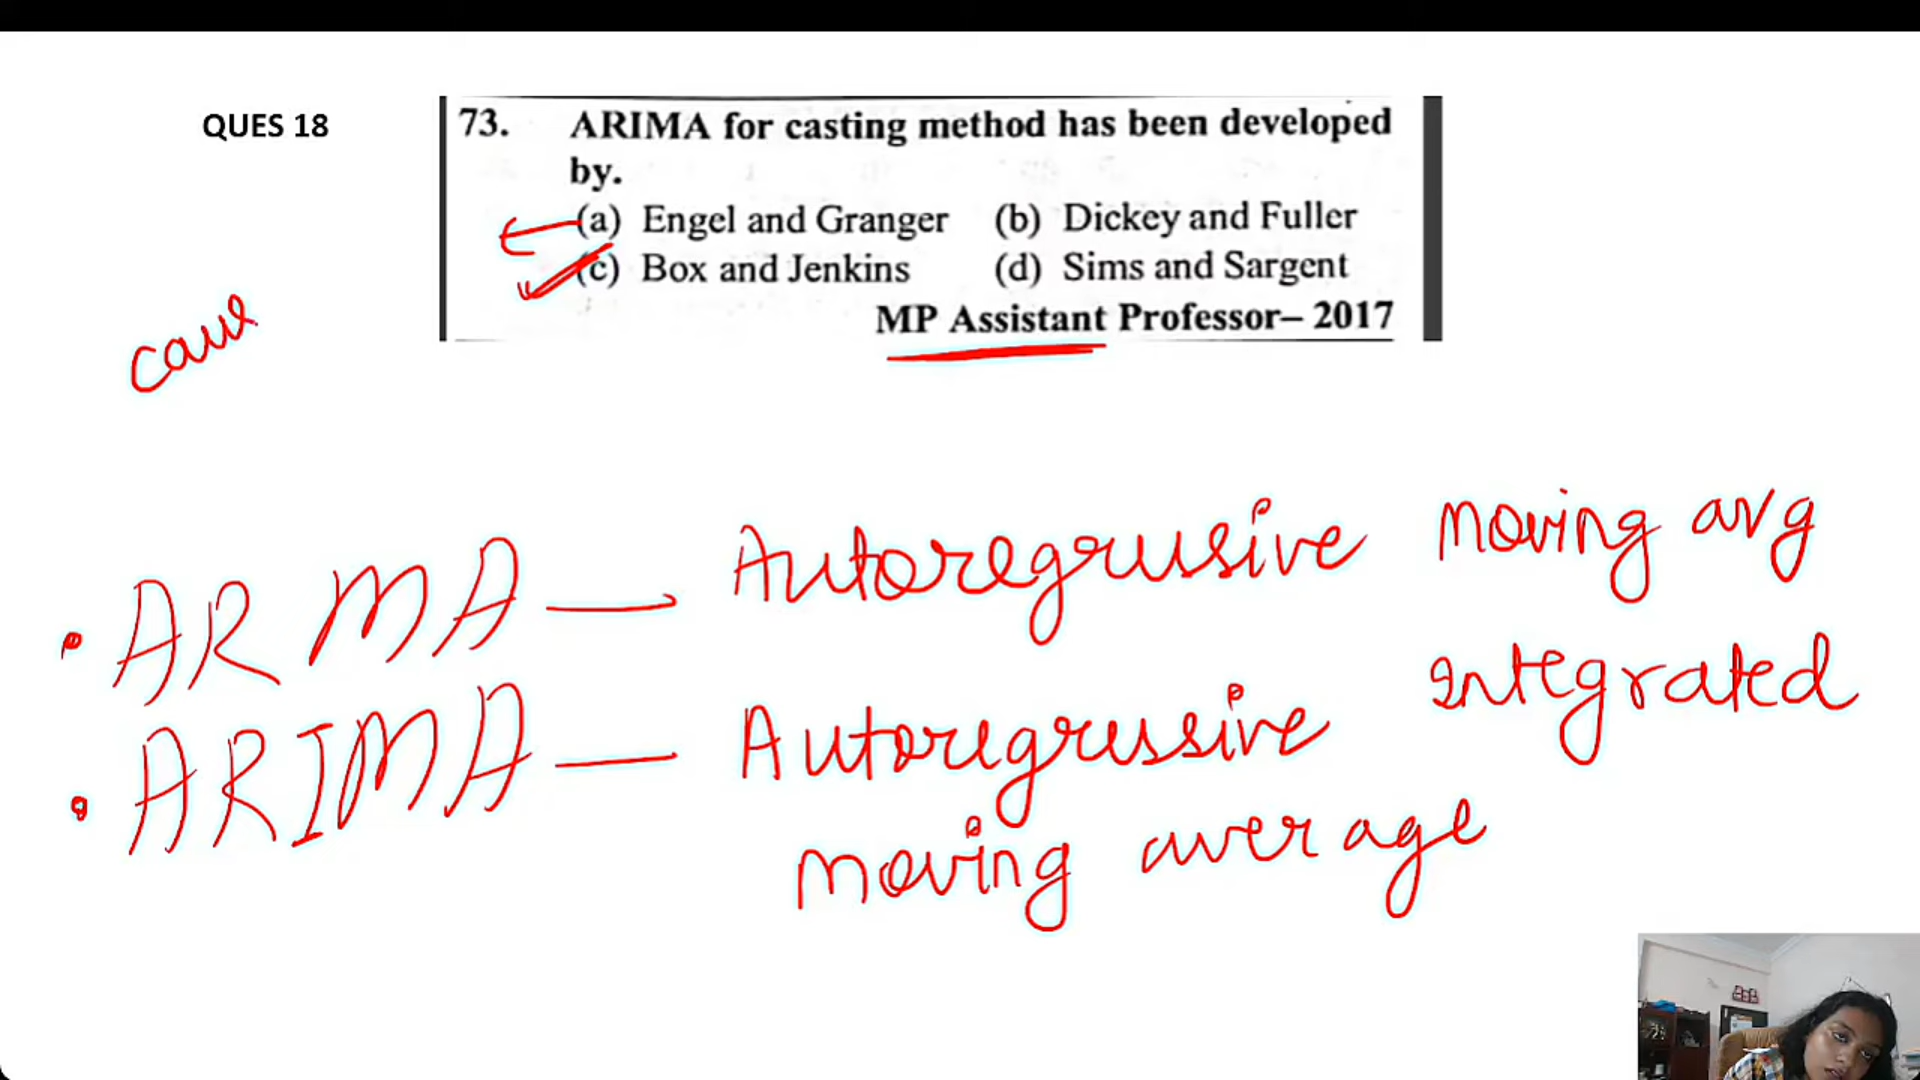 QUES 18
73. ARIMA for casting method has been developed
by.
(a) Engel and Granger (b) Dickey and Fuller
(c) Box and Jenkins (d) Sims and Sargent
MP Assistant Professor– 2017
• ARMA — Autoregressive moving avg
• ARIMA — Autoregressive integrated
moving average